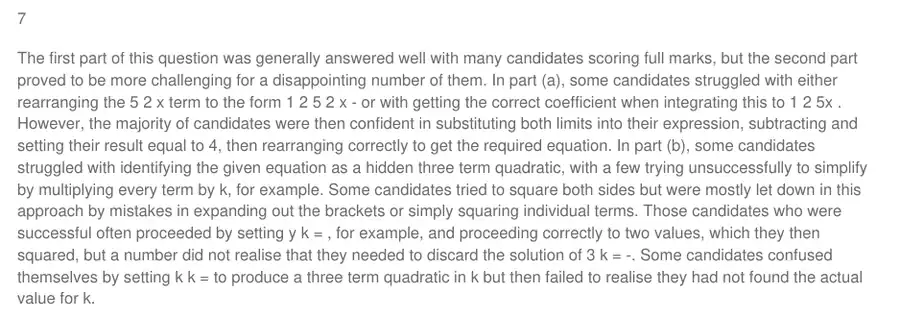 7
The first part of this question was generally answered well with many candidates scoring full marks, but the second part
proved to be more challenging for a disappointing number of them. In part (a), some candidates struggled with either
rearranging the 5 2 x term to the form 1 2 5 2 x - or with getting the correct coefficient when integrating this to 1 2 5x .
However, the majority of candidates were then confident in substituting both limits into their expression, subtracting and
setting their result equal to 4, then rearranging correctly to get the required equation. In part (b), some candidates
struggled with identifying the given equation as a hidden three term quadratic, with a few trying unsuccessfully to simplify
by multiplying every term by k, for example. Some candidates tried to square both sides but were mostly let down in this
approach by mistakes in expanding out the brackets or simply squaring individual terms. Those candidates who were
successful often proceeded by setting y k = , for example, and proceeding correctly to two values, which they then
squared, but a number did not realise that they needed to discard the solution of 3 k = -. Some candidates confused
themselves by setting k k = to produce a three term quadratic in k but then failed to realise they had not found the actual
value for k.